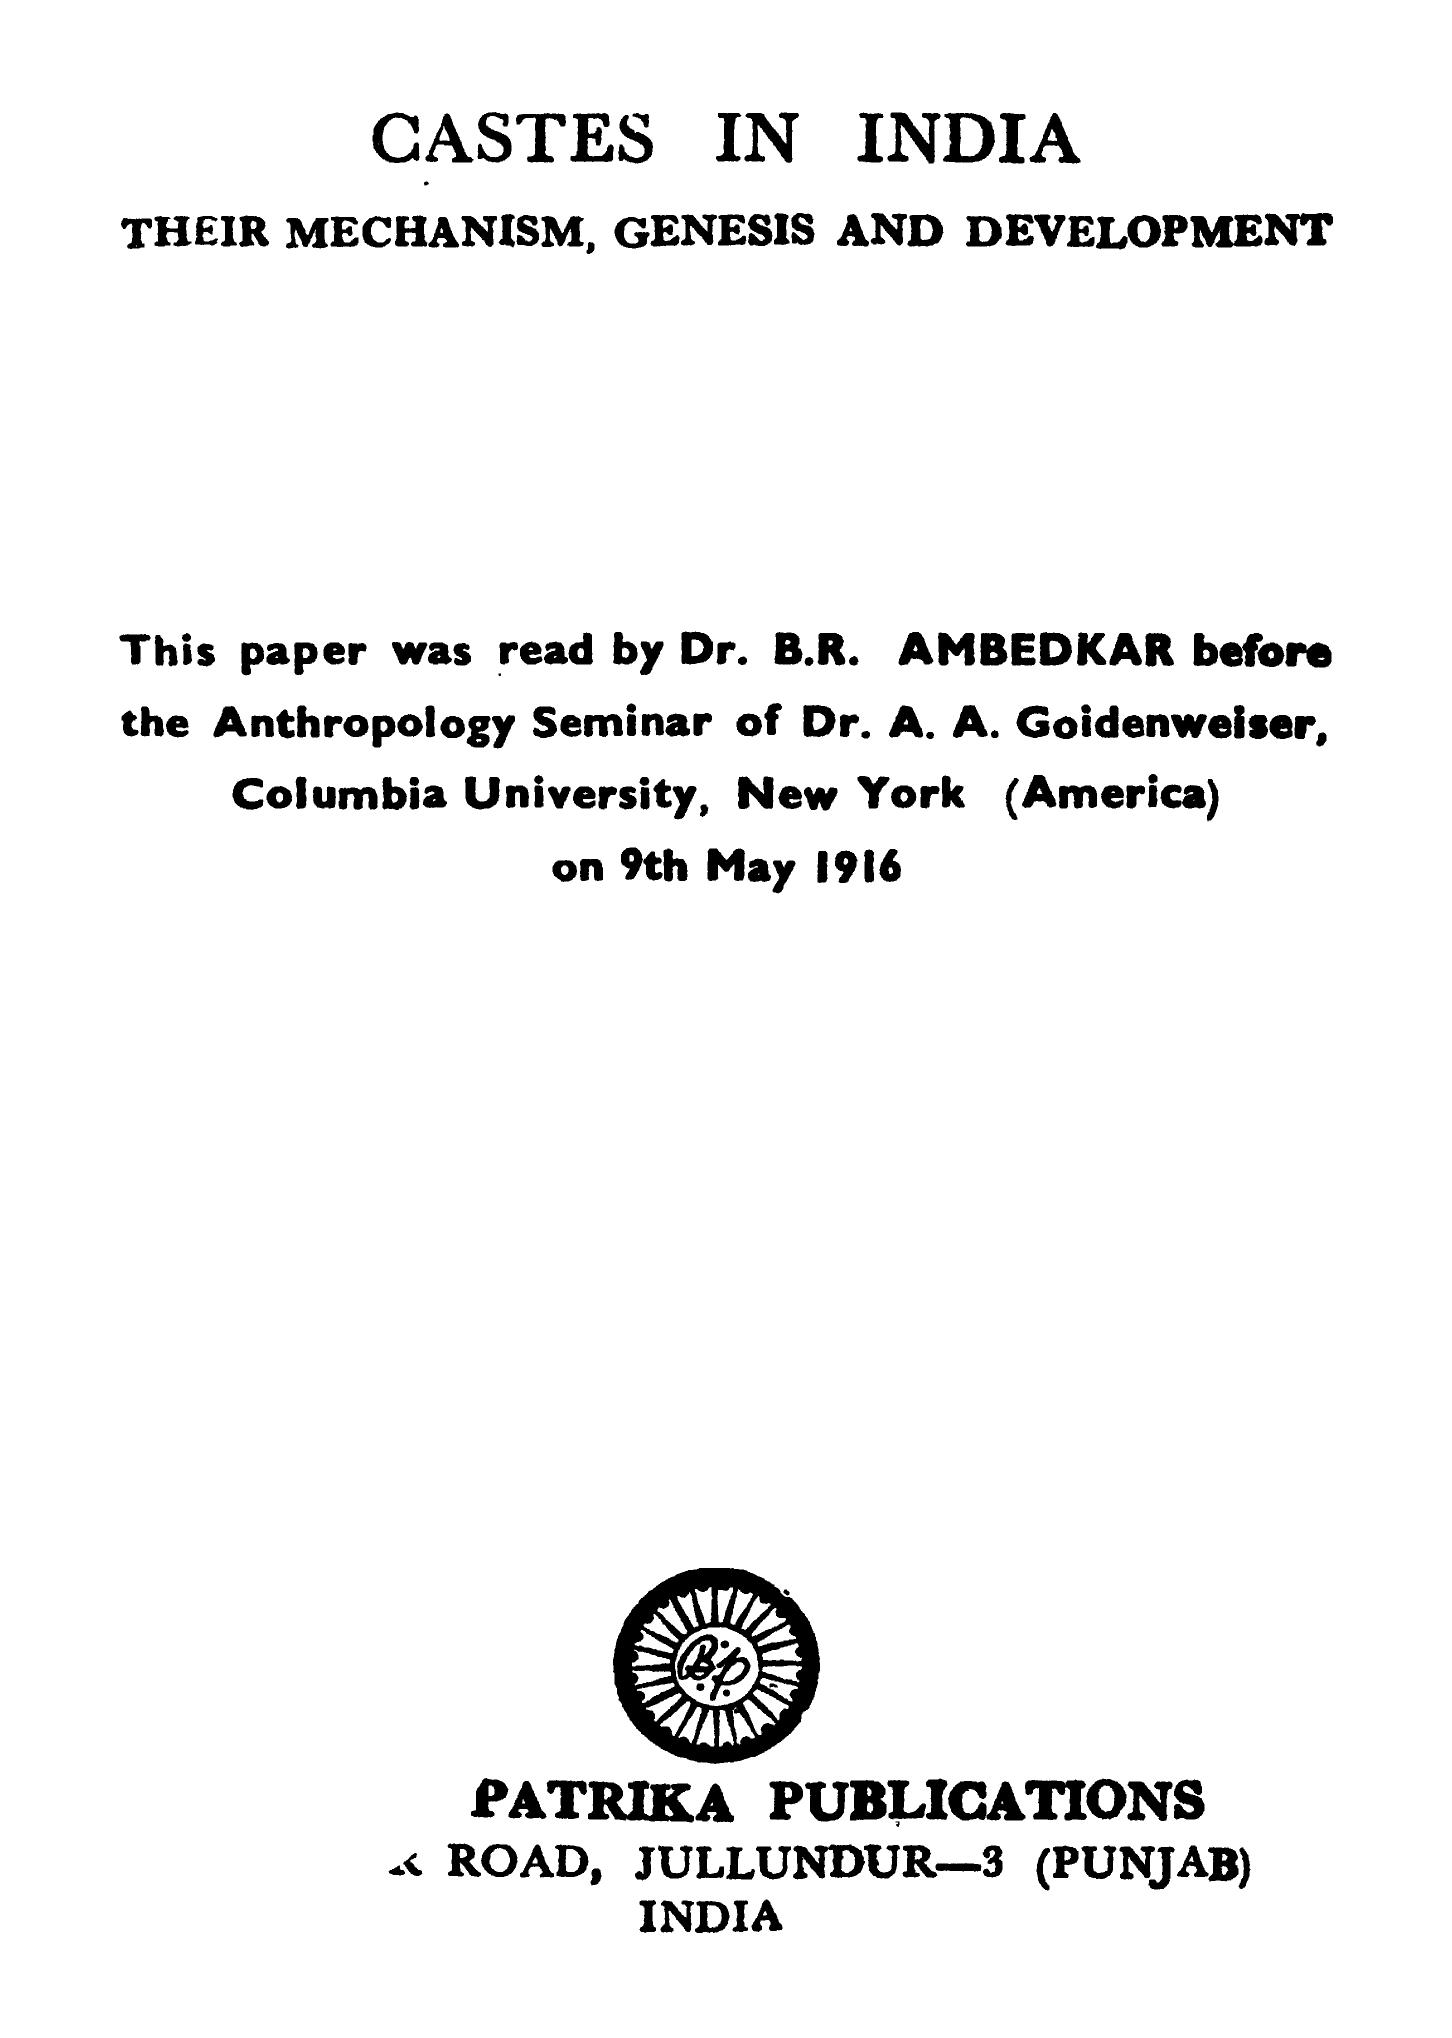 CASTES IN INDIA
THEIR MECHANISM, GENESIS AND DEVELOPMENT
This paper was read by Dr. B.R. AMBEDKAR before
the Anthropology Seminar of Dr. A. A. Goidenweiser,
Columbia University, New York (America)
on 9th May 1916
Bp
PATRIKA PUBLICATIONS
ROAD, JULLUNDUR—3 (PUNJAB)
INDIA